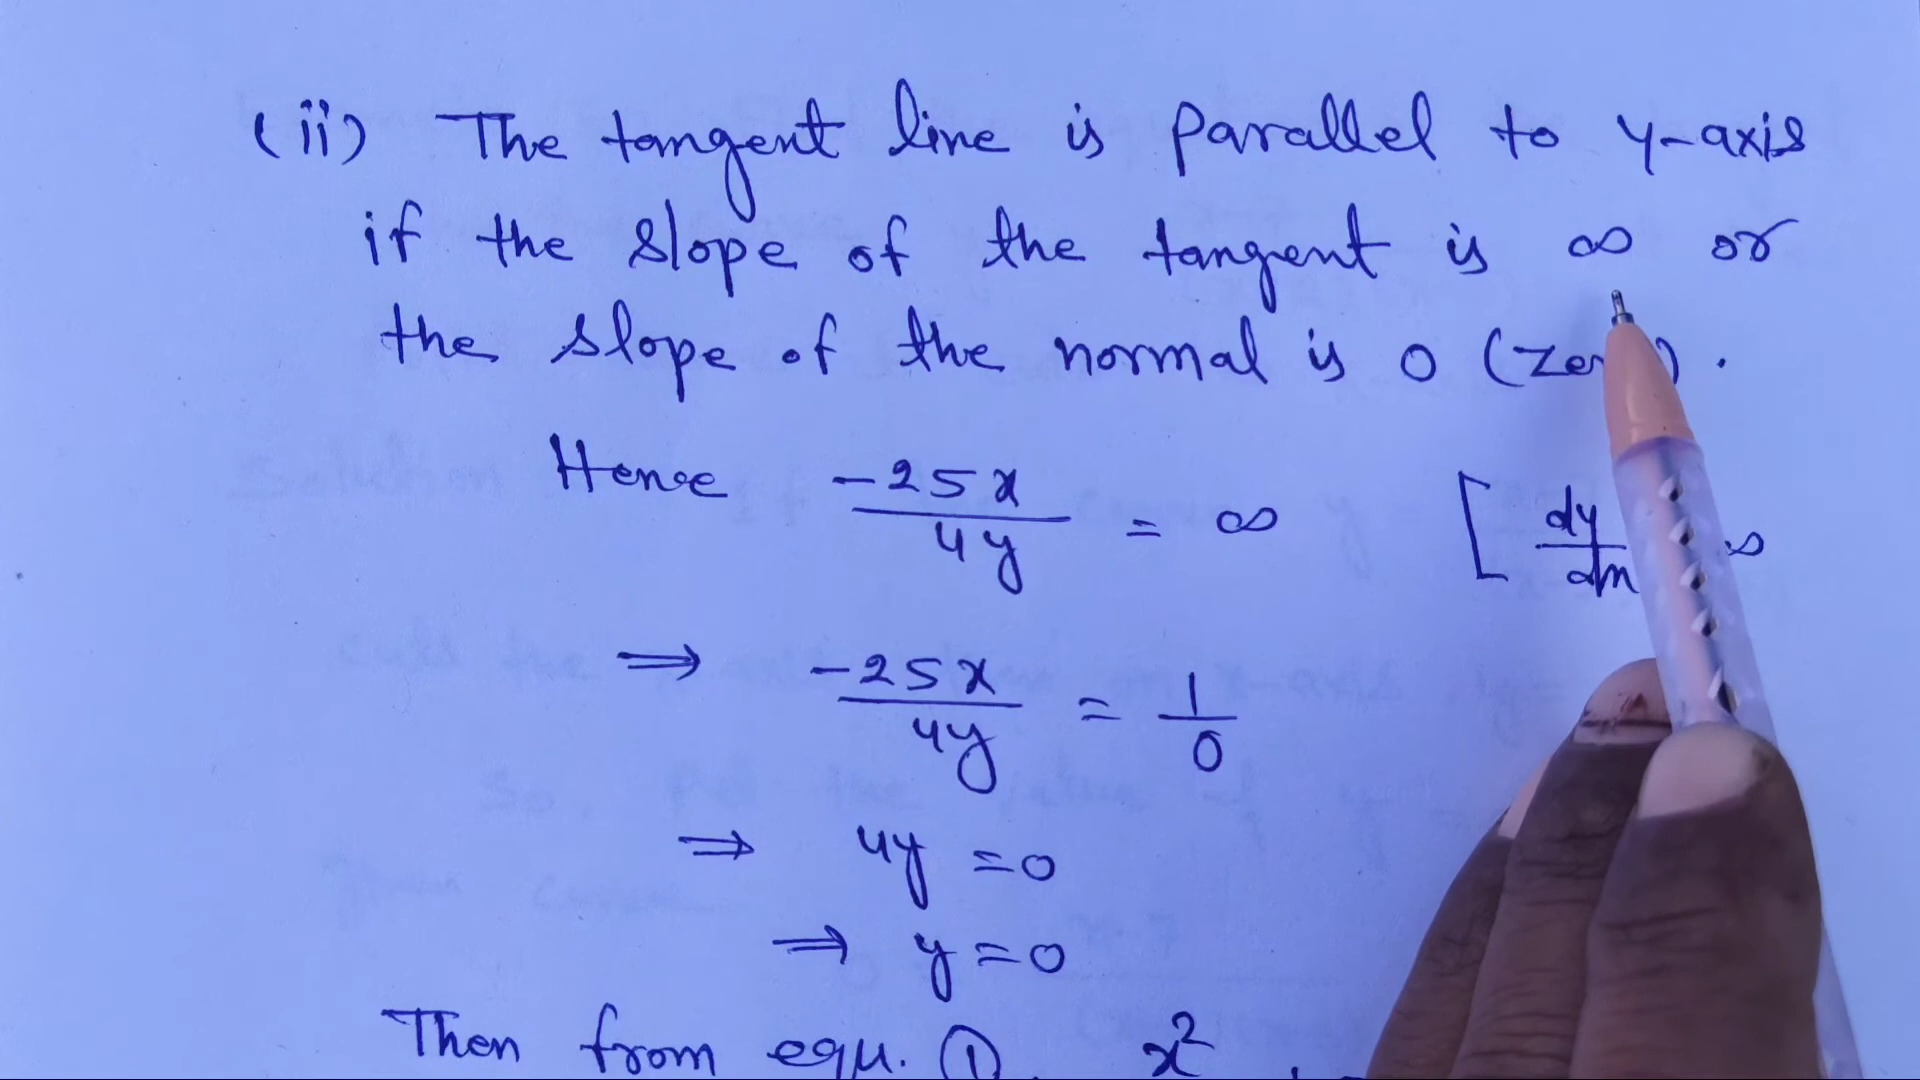 (ii) The tangent line is parallel to y-axis
if the slope of the tangent is ∞ or
the slope of the normal is 0 (Zer ).
Hence -25x/4y = ∞ [dy/dx ∞
⇒ -25x/4y = 1/0
⇒ 4y = 0
⇒ y = 0
Then from equ. ① x²